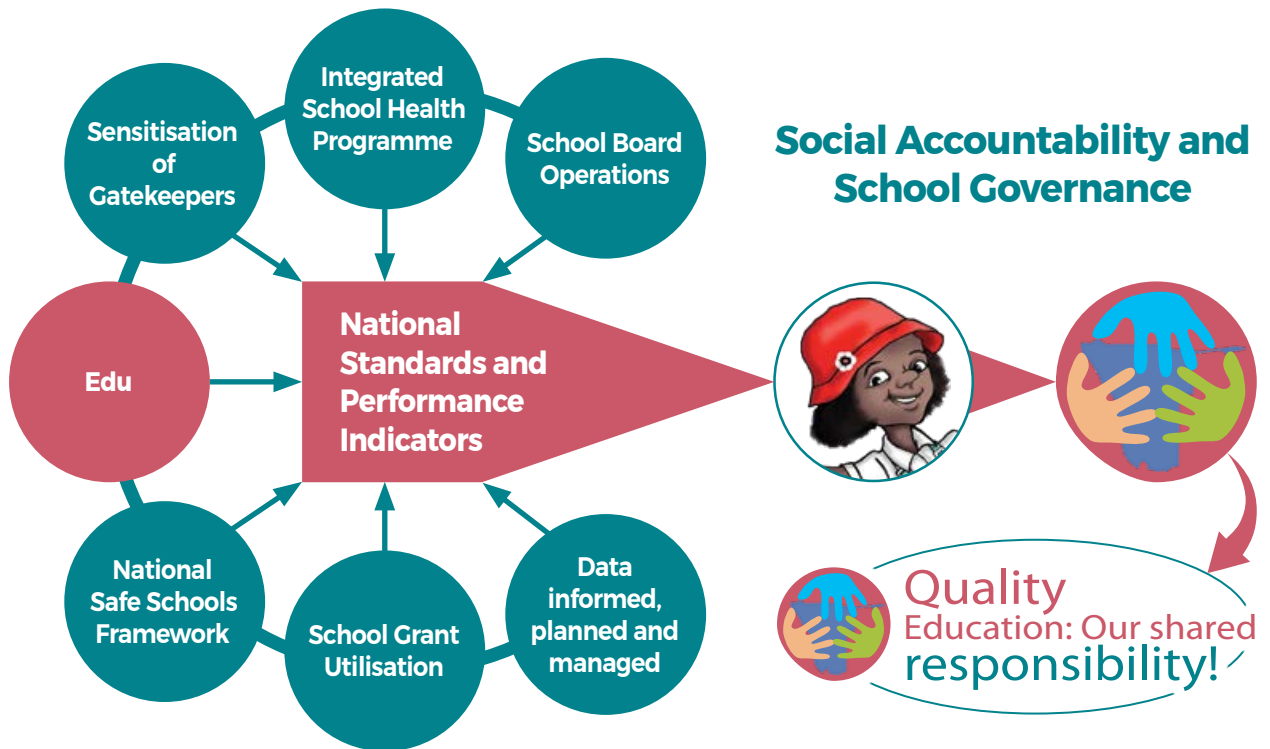 Integrated
School Health
Programme
Sensitisation
of
Gatekeepers
School Board
Operations
Social Accountability and
School Governance
Edu
National
Standards and
Performance
Indicators
National
Safe Schools
Framework
School Grant
Utilisation
Data
informed,
planned and
managed
Quality
Education: Our shared
responsibility!